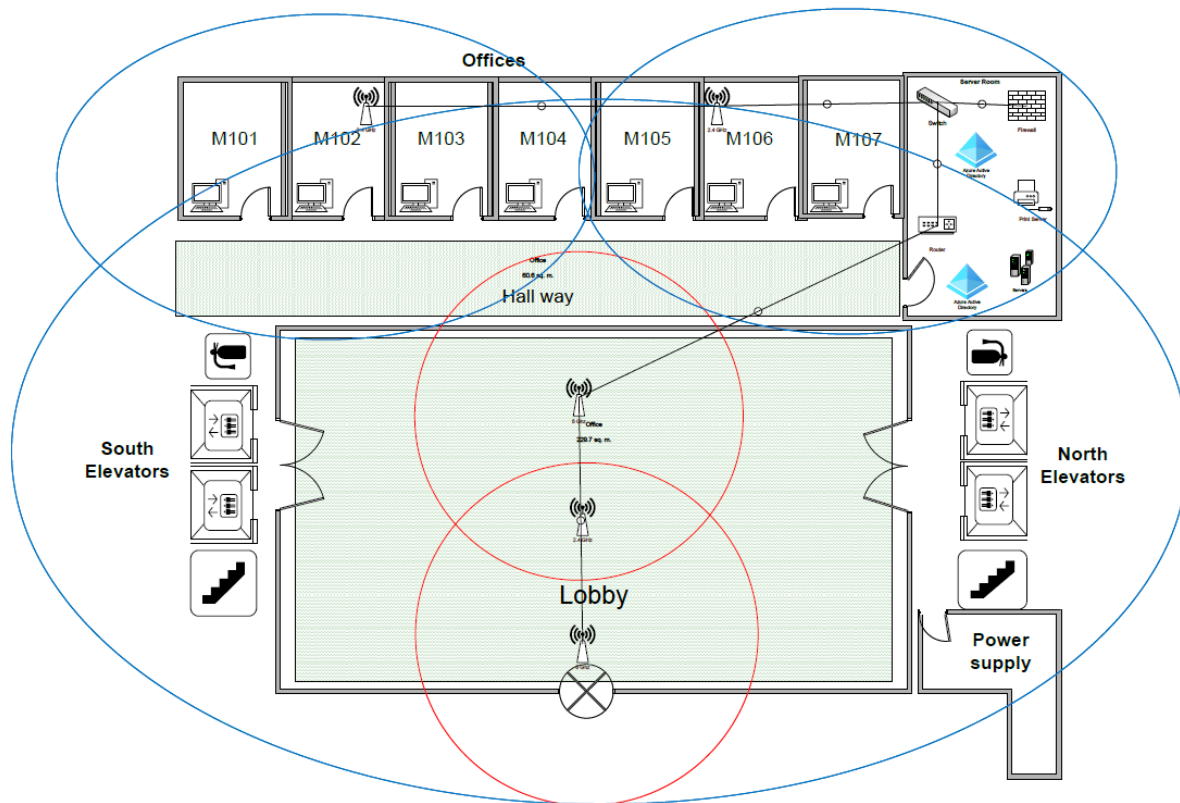 Offices
Server Room
M101
M102
M103
M104
M105
M106
M107
2.4 GHz
Switch
Firewall
Azure Active
Directory
Print Server
Router
Servers
Azure Active
Directory
Office
60.6 sq. m.
Hall way
Office
229.7 sq. m.
South
Elevators
North
Elevators
2.4 GHz
Lobby
Power
supply